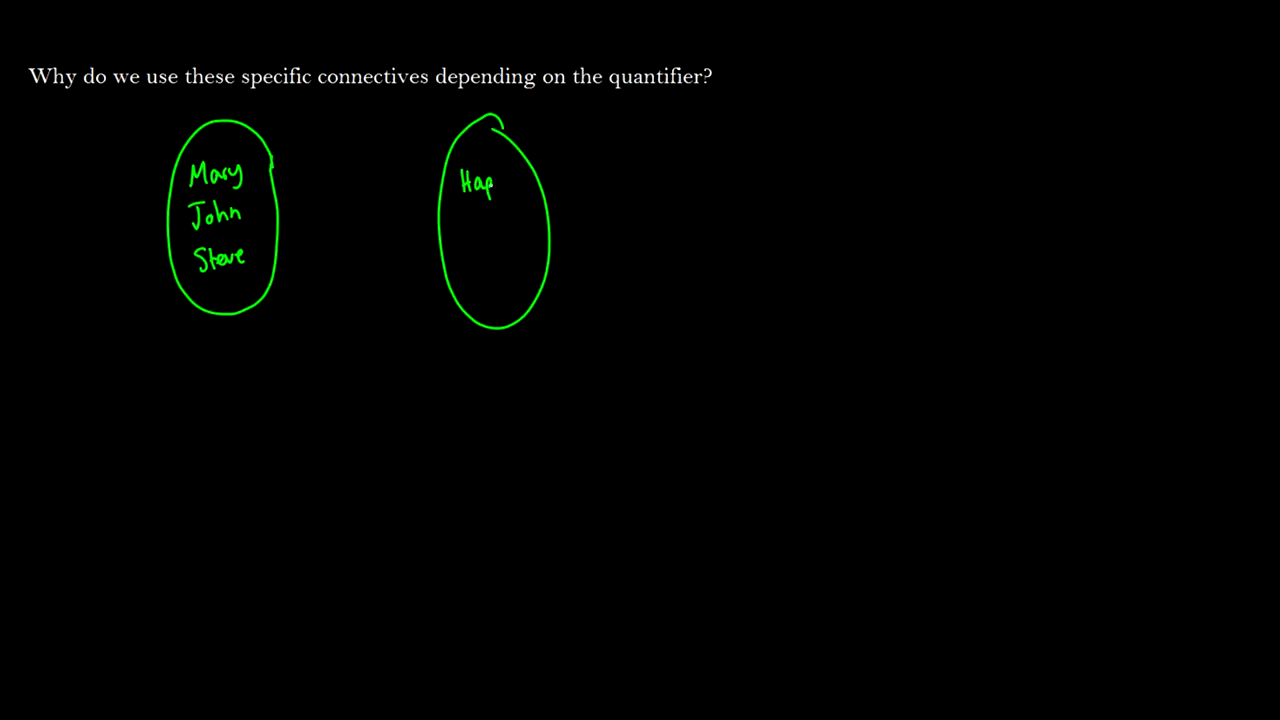 Why do we use these specific connectives depending on the quantifier?
Mary
John
Steve
Hap